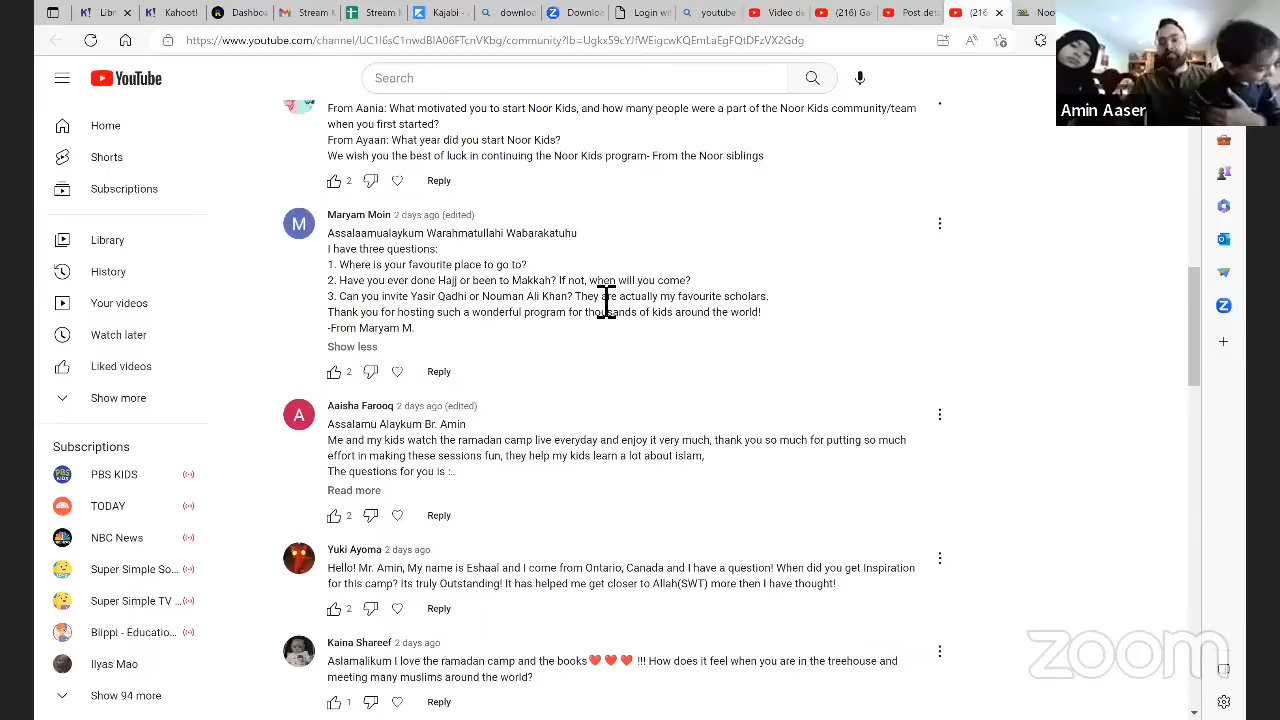 Libr
Kahooti
Dashboa
Stream K
Stream K
Kajabi -
downloa
Downloa
Login wit
youtube
Video de
(216) Ga
Post deta
(216)
Noo
https://www.youtube.com/channel/UC1I6sC1nwdBIA06FTcnVKbg/community?lb=Ugkx59cYJfWEigcwKQEmLaEgFQtDFzVX2Gdg
Amin Aaser
YouTube
Search
Home
Shorts
Subscriptions
Library
History
Your videos
Watch later
Liked videos
Show more
Subscriptions
PBS KIDS
TODAY
NBC News
Super Simple So...
Super Simple TV ...
Blippi - Educatio...
Ilyas Mao
Show 94 more
From Aania: What motivated you to start Noor Kids, and how many people were a part of the Noor Kids community/team
when you first started?
From Ayaan: What year did you start Noor Kids?
We wish you the best of luck in continuing the Noor Kids program- From the Noor siblings
2 Reply
M
Maryam Moin 2 days ago (edited)
Assalaamualaykum Warahmatullahi Wabarakatuhu
I have three questions:
1. Where is your favourite place to go to?
2. Have you ever done Hajj or been to Makkah? If not, when will you come?
3. Can you invite Yasir Qadhi or Nouman Ali Khan? They are actually my favourite scholars.
Thank you for hosting such a wonderful program for thousands of kids around the world!
-From Maryam M.
Show less
2 Reply
A
Aaisha Farooq 2 days ago (edited)
Assalamu Alaykum Br. Amin
Me and my kids watch the ramadan camp live everyday and enjoy it very much, thank you so much for putting so much
effort in making these sessions fun, they help my kids learn a lot about islam,
The questions for you is :..
Read more
2 Reply
Yuki Ayoma 2 days ago
Hello! Mr. Amin, My name is Eshaal and I come from Ontario, Canada and I have a question! When did you get Inspiration
for this camp? Its truly Outstanding! It has helped me get closer to Allah(SWT) more then I have thought!
2 Reply
Kaina Shareef 2 days ago
Aslamalikum I love the ramadan camp and the books❤️❤️❤️ !!! How does it feel when you are in the treehouse and
meeting many muslims around the world?
1 Reply
zoom